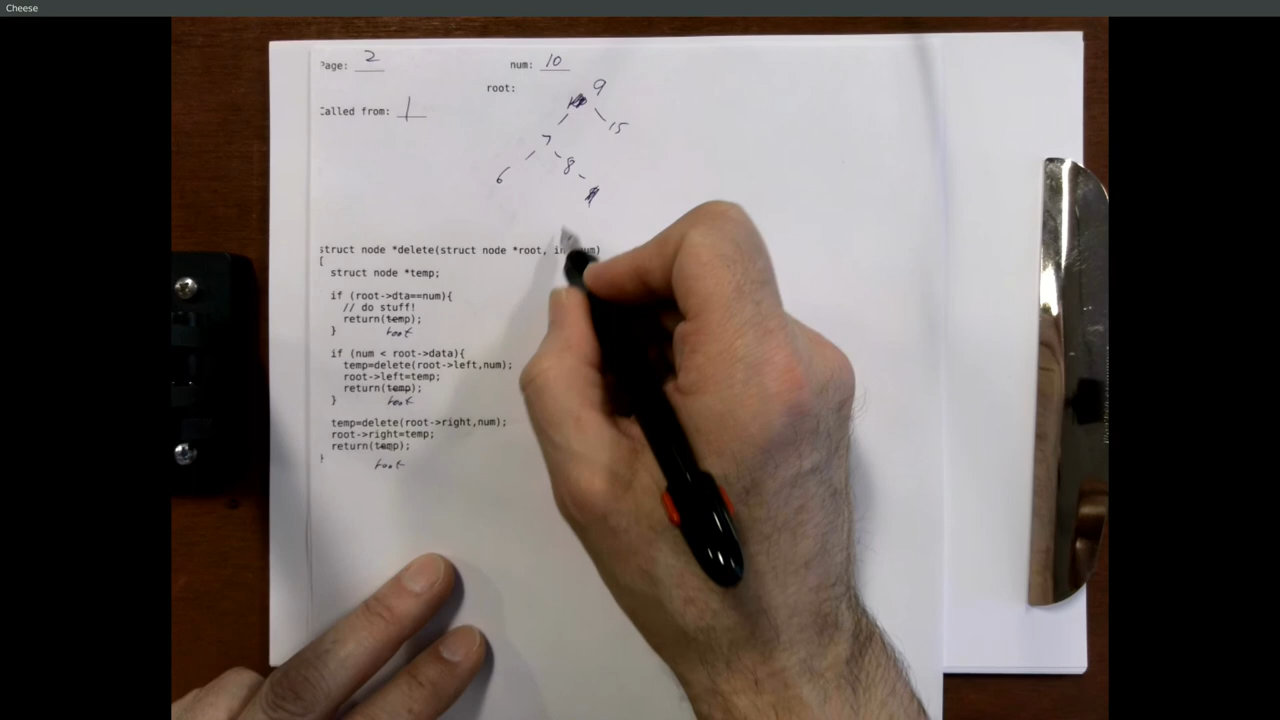 Cheese
Page: 2 num: 10
root:
9
Called from: 1
15
7
8
6
struct node *delete(struct node *root, in num)
{
struct node *temp;
if (root->dta==num){
// do stuff!
return(temp);
} root
if (num < root->data){
temp=delete(root->left,num);
root->left=temp;
return(temp);
} root
temp=delete(root->right,num);
root->right=temp;
return(temp);
}
root